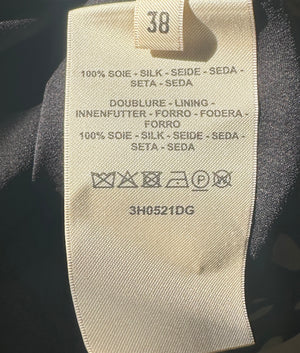 38
100% SOIE - SILK - SEIDE - SEDA -
SETA - SEDA
DOUBLURE - LINING -
INNENFUTTER - FORRO - FODERA -
FORRO
100% SOIE - SILK - SEIDE - SEDA -
SETA - SEDA
3H0521DG